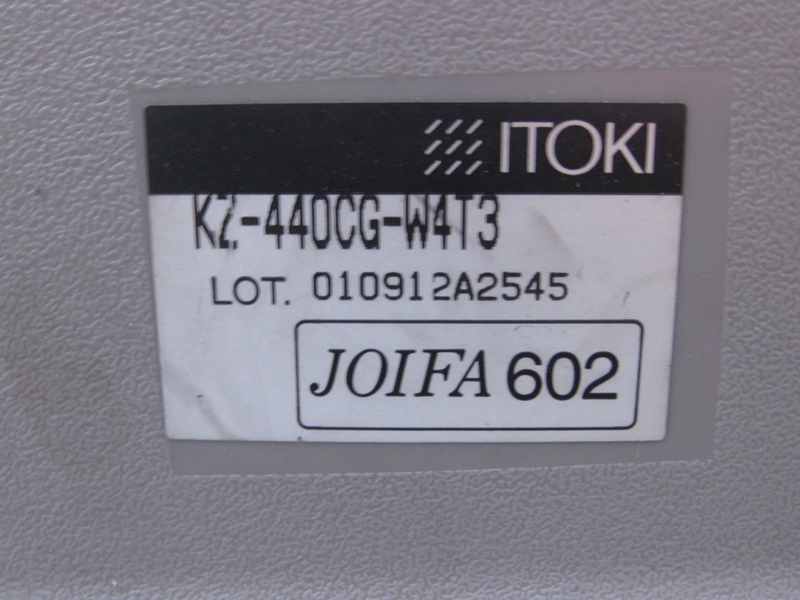 ITOKI
KZ-440CG-W4T3
LOT. 010912A2545
JOIFA 602